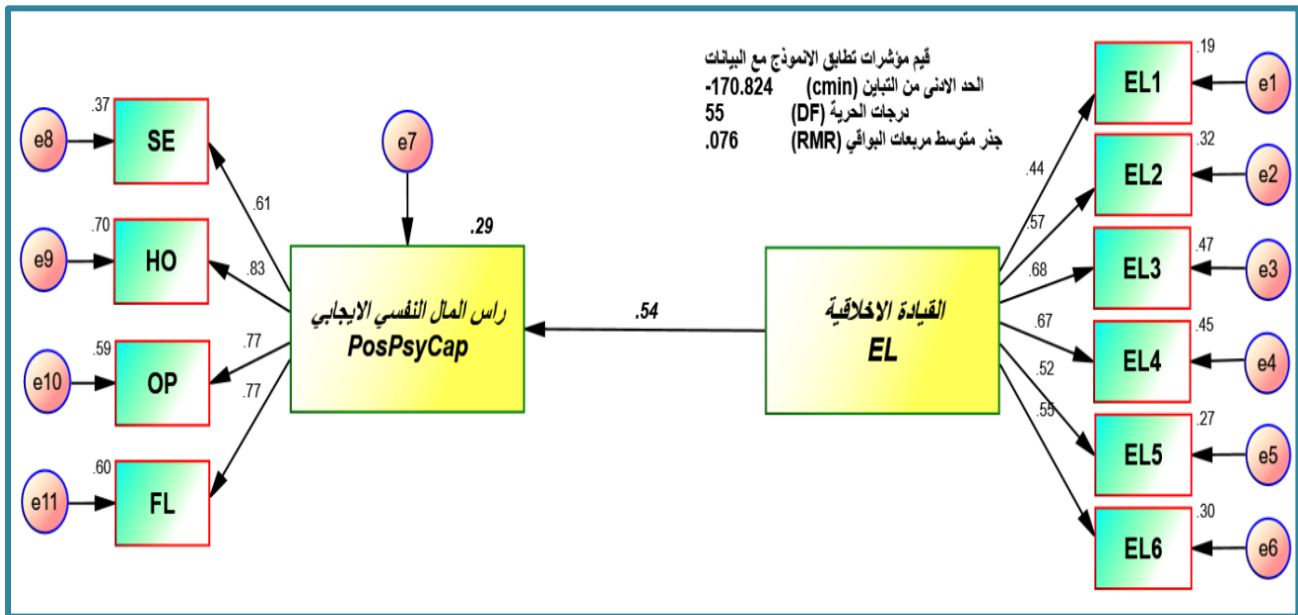 قيم مؤشرات تطابق الانموذج مع البيانات
الحد الادنى من التباين (cmin) 170.824-
درجات الحرية (DF) 55
جذر متوسط مربعات البواقي (RMR) .076
e8
.37
SE
.61
e9
.70
HO
.83
e10
.59
OP
.77
e11
.60
FL
.77
e7
.29
راس المال النفسي الايجابي
PosPsyCap
.54
القيادة الاخلاقية
EL
.44
EL1
.19
e1
.57
EL2
.32
e2
.68
EL3
.47
e3
.67
EL4
.45
e4
.52
EL5
.27
e5
.55
EL6
.30
e6